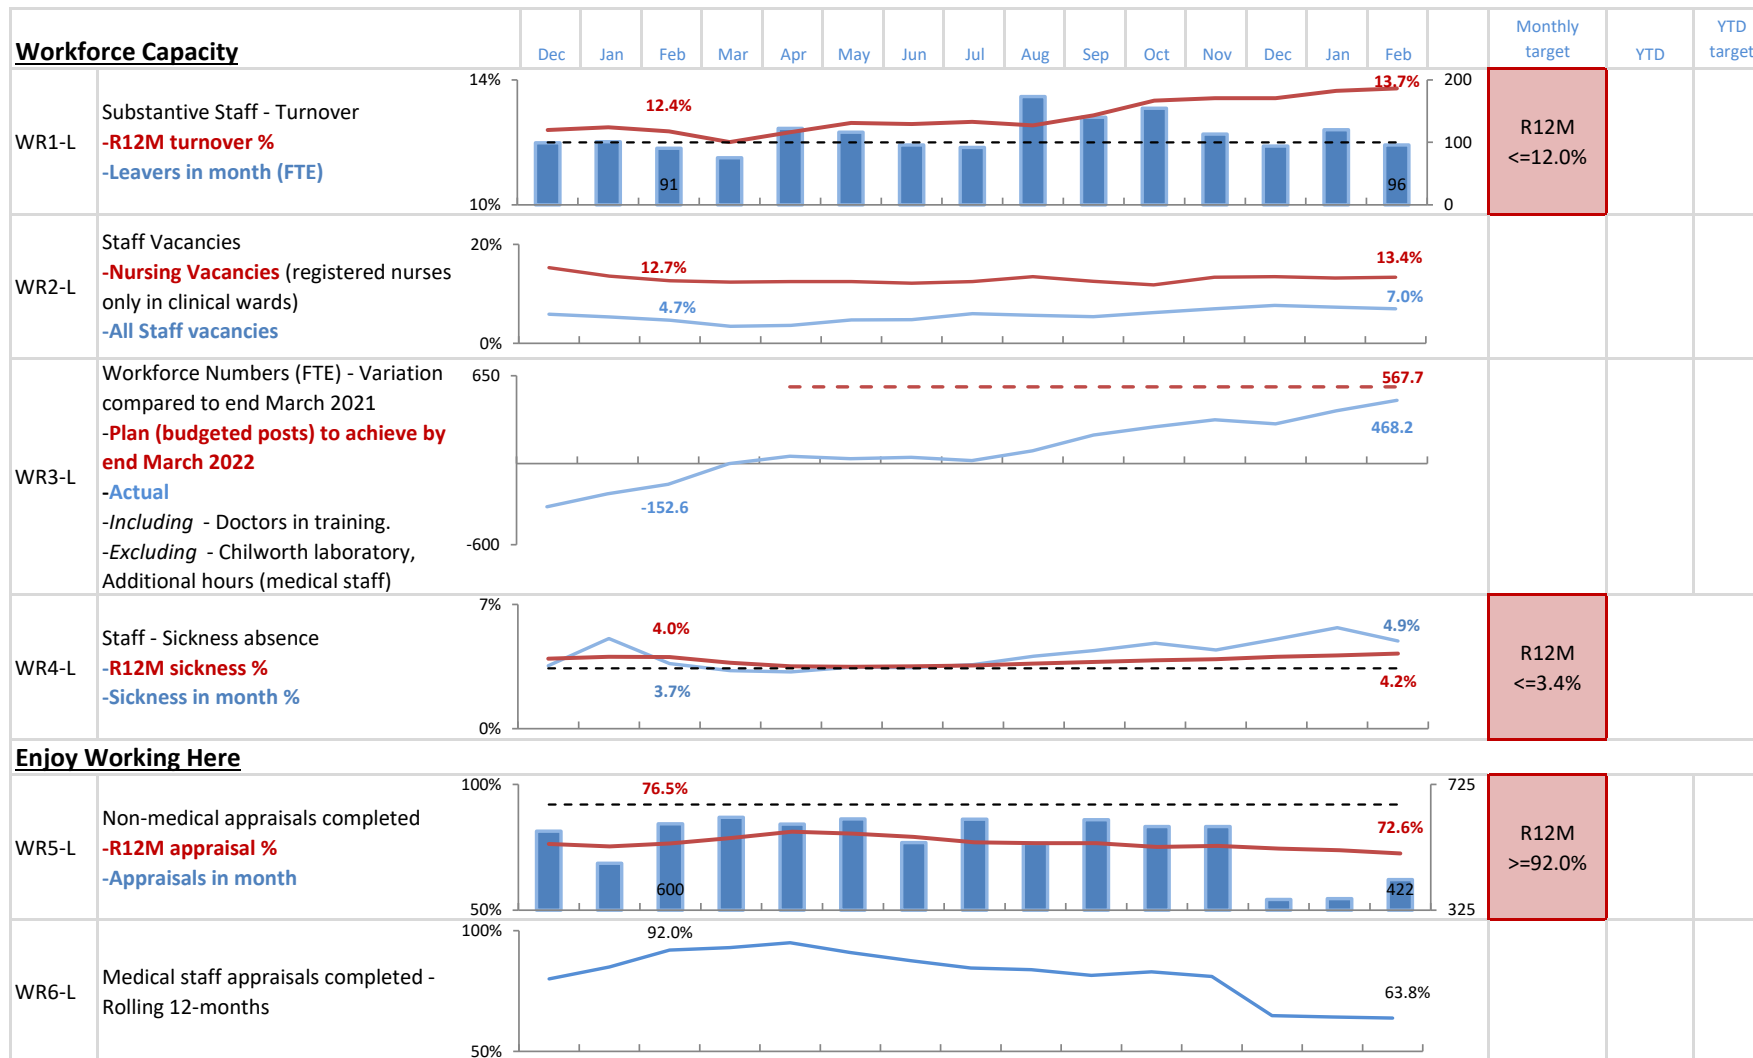 Workforce Capacity
Dec Jan Feb Mar Apr May Jun Jul Aug Sep Oct Nov Dec Jan Feb
Monthly target
YTD
YTD target
WR1-L
Substantive Staff - Turnover
-R12M turnover %
-Leavers in month (FTE)
14%
10%
12.4%
13.7%
91
96
200
100
0
R12M
<=12.0%
WR2-L
Staff Vacancies
-Nursing Vacancies (registered nurses
only in clinical wards)
-All Staff vacancies
20%
0%
12.7%
4.7%
13.4%
7.0%
WR3-L
Workforce Numbers (FTE) - Variation
compared to end March 2021
-Plan (budgeted posts) to achieve by
end March 2022
-Actual
-Including - Doctors in training.
-Excluding - Chilworth laboratory,
Additional hours (medical staff)
650
-600
-152.6
567.7
468.2
WR4-L
Staff - Sickness absence
-R12M sickness %
-Sickness in month %
7%
0%
4.0%
3.7%
4.9%
4.2%
R12M
<=3.4%
Enjoy Working Here
WR5-L
Non-medical appraisals completed
-R12M appraisal %
-Appraisals in month
100%
50%
76.5%
600
72.6%
422
725
325
R12M
>=92.0%
WR6-L
Medical staff appraisals completed -
Rolling 12-months
100%
50%
92.0%
63.8%